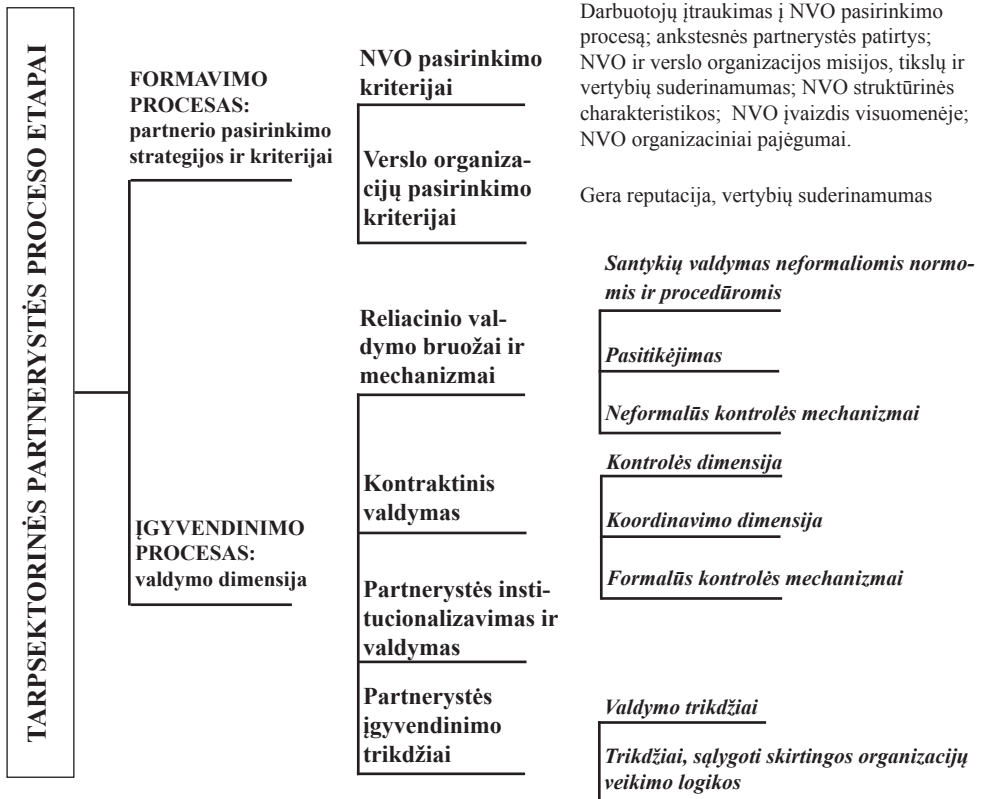 TARPSEKTORINĖS PARTNERYSTĖS PROCESO ETAPAI
FORMAVIMO
PROCESAS:
partnerio pasirinkimo
strategijos ir kriterijai
NVO pasirinkimo
kriterijai
Darbuotojų įtraukimas į NVO pasirinkimo
procesą; ankstesnės partnerystės patirtys;
NVO ir verslo organizacijos misijos, tikslų ir
vertybių suderinamumas; NVO struktūrinės
charakteristikos; NVO įvaizdis visuomenėje;
NVO organizaciniai pajėgumai.
Verslo organiza-
cijų pasirinkimo
kriterijai
Gera reputacija, vertybių suderinamumas
ĮGYVENDINIMO
PROCESAS:
valdymo dimensija
Reliacinio val-
dymo bruožai ir
mechanizmai
Santykių valdymas neformaliomis normo-
mis ir procedūromis
Pasitikėjimas
Neformalūs kontrolės mechanizmai
Kontraktinis
valdymas
Kontrolės dimensija
Koordinavimo dimensija
Formalūs kontrolės mechanizmai
Partnerystės insti-
tucionalizavimas ir
valdymas
Partnerystės
įgyvendinimo
trikdžiai
Valdymo trikdžiai
Trikdžiai, sąlygoti skirtingos organizacijų
veikimo logikos